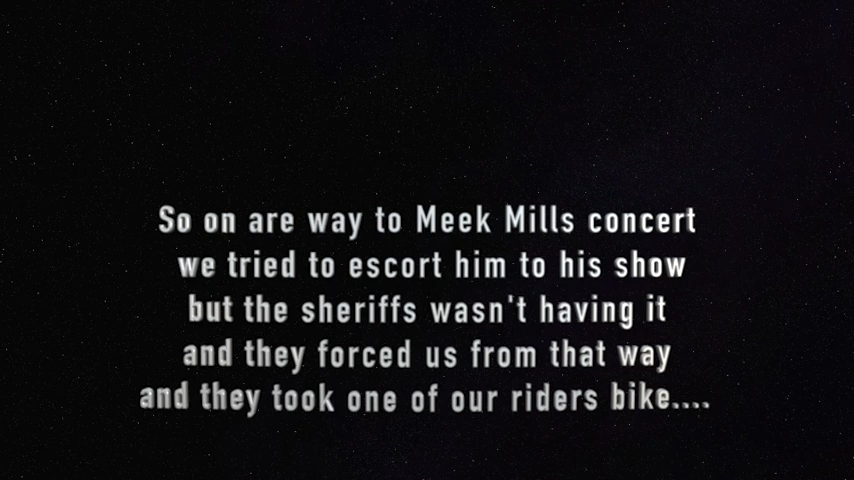 So on are way to Meek Mills concert
we tried to escort him to his show
but the sheriffs wasn't having it
and they forced us from that way
and they took one of our riders bike....